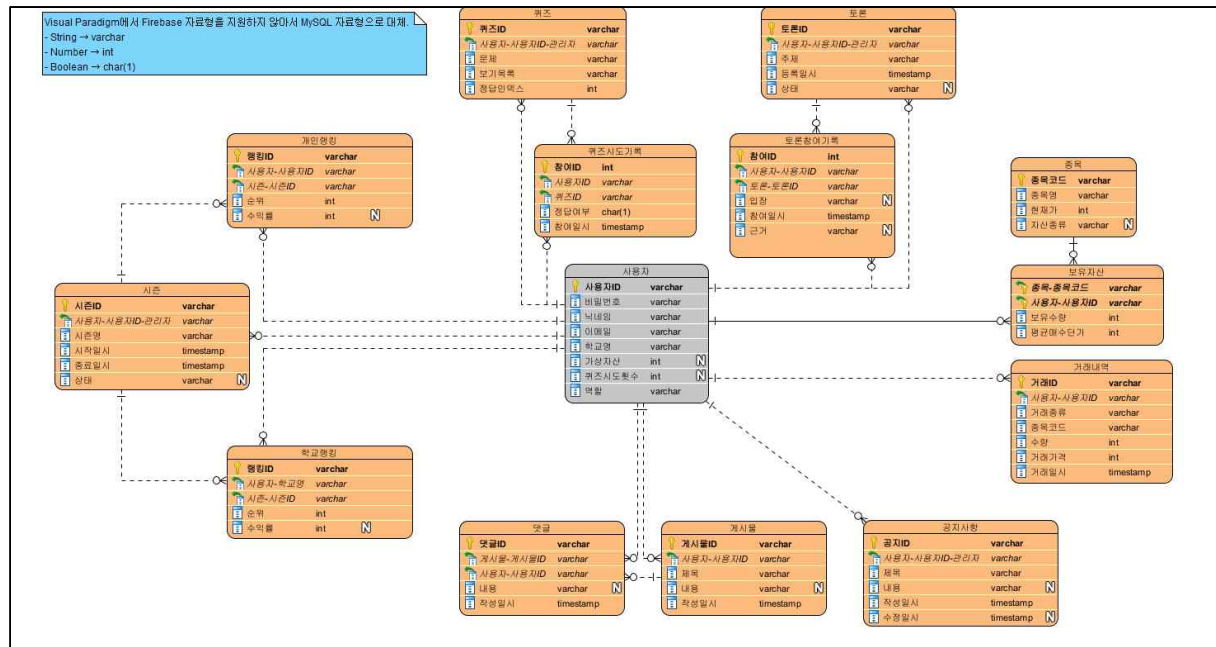 Visual Paradigm에서 Firebase 자료형을 지원하지 않아서 MySQL 자료형으로 대체.
- String → varchar
- Number → int
- Boolean → char(1)
퀴즈
퀴즈ID varchar
사용자-사용자ID-관리자 varchar
문제 varchar
보기목록 varchar
정답인덱스 int
토론
토론ID varchar
사용자-사용자ID-관리자 varchar
주제 varchar
등록일시 timestamp
상태 varchar N
개인랭킹
랭킹ID varchar
사용자-사용자ID varchar
시즌-시즌ID varchar
순위 int
수익률 int N
퀴즈시도기록
참여ID int
사용자ID varchar
퀴즈ID varchar
정답여부 char(1)
참여일시 timestamp
토론참여기록
참여ID int
사용자-사용자ID varchar
토론-토론ID varchar
입장 varchar N
참여일시 timestamp
근거 varchar N
종목
종목코드 varchar
종목명 varchar
현재가 int
자산종류 varchar N
시즌
시즌ID varchar
사용자-사용자ID-관리자 varchar
시즌명 varchar
시작일시 timestamp
종료일시 timestamp
상태 varchar N
사용자
사용자ID varchar
비밀번호 varchar
닉네임 varchar
이메일 varchar
학교명 varchar
가상자산 int N
퀴즈시도횟수 int N
역할 varchar
보유자산
종목-종목코드 varchar
사용자-사용자ID varchar
보유수량 int
평균매수단가 int
거래내역
거래ID varchar
사용자-사용자ID varchar
거래종류 varchar
종목코드 varchar
수량 int
거래가격 int
거래일시 timestamp
학교랭킹
랭킹ID varchar
사용자-학교명 varchar
시즌-시즌ID varchar
순위 int
수익률 int N
댓글
댓글ID varchar
게시물-게시물ID varchar
사용자-사용자ID varchar
내용 varchar N
작성일시 timestamp
게시물
게시물ID varchar
사용자-사용자ID varchar
제목 varchar
내용 varchar N
작성일시 timestamp
공지사항
공지ID varchar
사용자-사용자ID-관리자 varchar
제목 varchar
내용 varchar N
작성일시 timestamp
수정일시 timestamp N